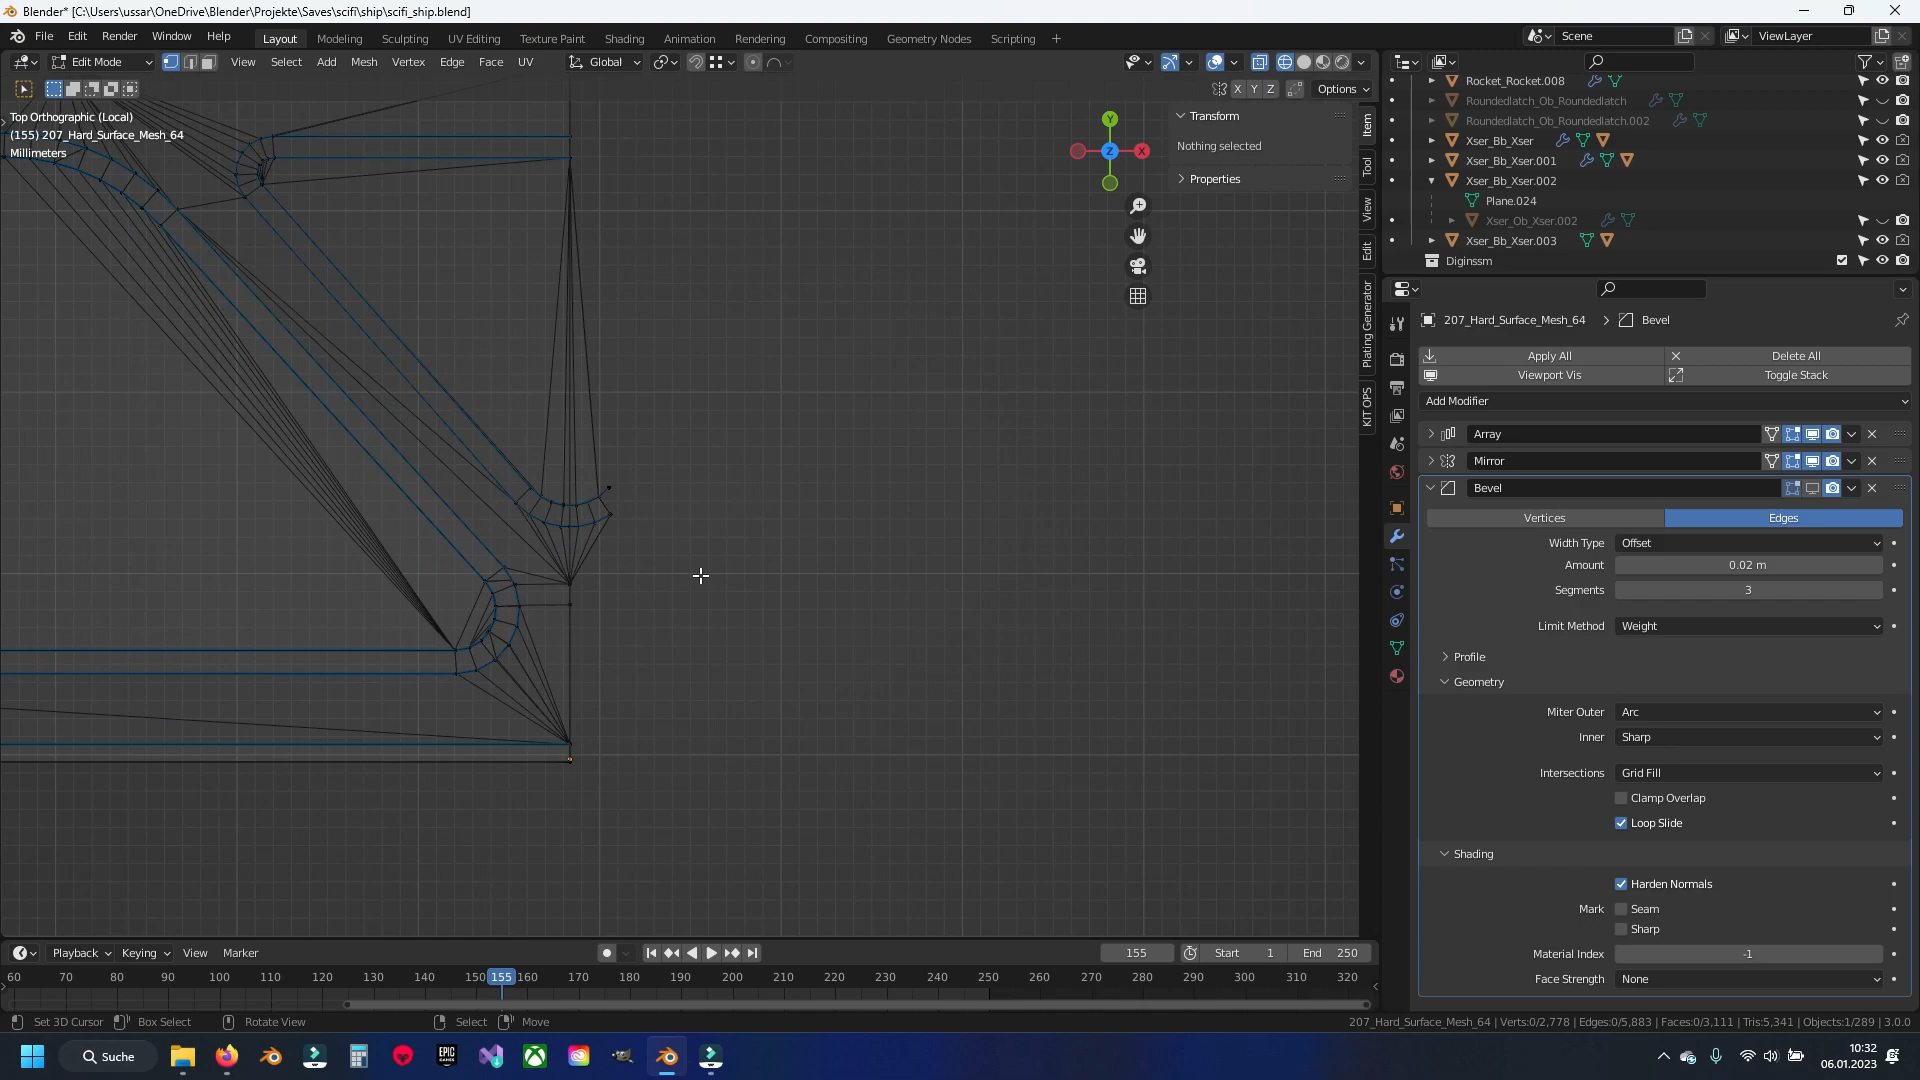 Blender* [C:\Users\ussar\OneDrive\Blender\Projekte\Saves\scifi\ship\scifi_ship.blend]
File Edit Render Window Help Layout Modeling Sculpting UV Editing Texture Paint Shading Animation Rendering Compositing Geometry Nodes Scripting + Scene ViewLayer
Edit Mode View Select Add Mesh Vertex Edge Face UV Global
X Y Z Options
Top Orthographic (Local)
(155) 207_Hard_Surface_Mesh_64
Millimeters
Y
Z
X
Transform
Nothing selected
Properties
Item
Tool
View
Edit
Plating Generator
KIT OPS
Rocket_Rocket.008
Roundedlatch_Ob_Roundedlatch
Roundedlatch_Ob_Roundedlatch.002
Xser_Bb_Xser
Xser_Bb_Xser.001
Xser_Bb_Xser.002
Plane.024
Xser_Ob_Xser.002
Xser_Bb_Xser.003
Diginssm
207_Hard_Surface_Mesh_64 > Bevel
Apply All Delete All
Viewport Vis Toggle Stack
Add Modifier
Array
Mirror
Bevel
Vertices Edges
Width Type Offset
Amount 0.02 m
Segments 3
Limit Method Weight
Profile
Geometry
Miter Outer Arc
Inner Sharp
Intersections Grid Fill
Clamp Overlap
Loop Slide
Shading
Harden Normals
Mark Seam
Sharp
Material Index -1
Face Strength None
Playback Keying View Marker 155 Start 1 End 250
60 70 80 90 100 110 120 130 140 150 155 160 170 180 190 200 210 220 230 240 250 260 270 280 290 300 310 320
Set 3D Cursor Box Select Rotate View Select Move 207_Hard_Surface_Mesh_64 | Verts:0/2,778 | Edges:0/5,883 | Faces:0/3,111 | Tris:5,341 | Objects:1/289 | 3.0.0
Suche
EPIC GAMES
10:32
06.01.2023